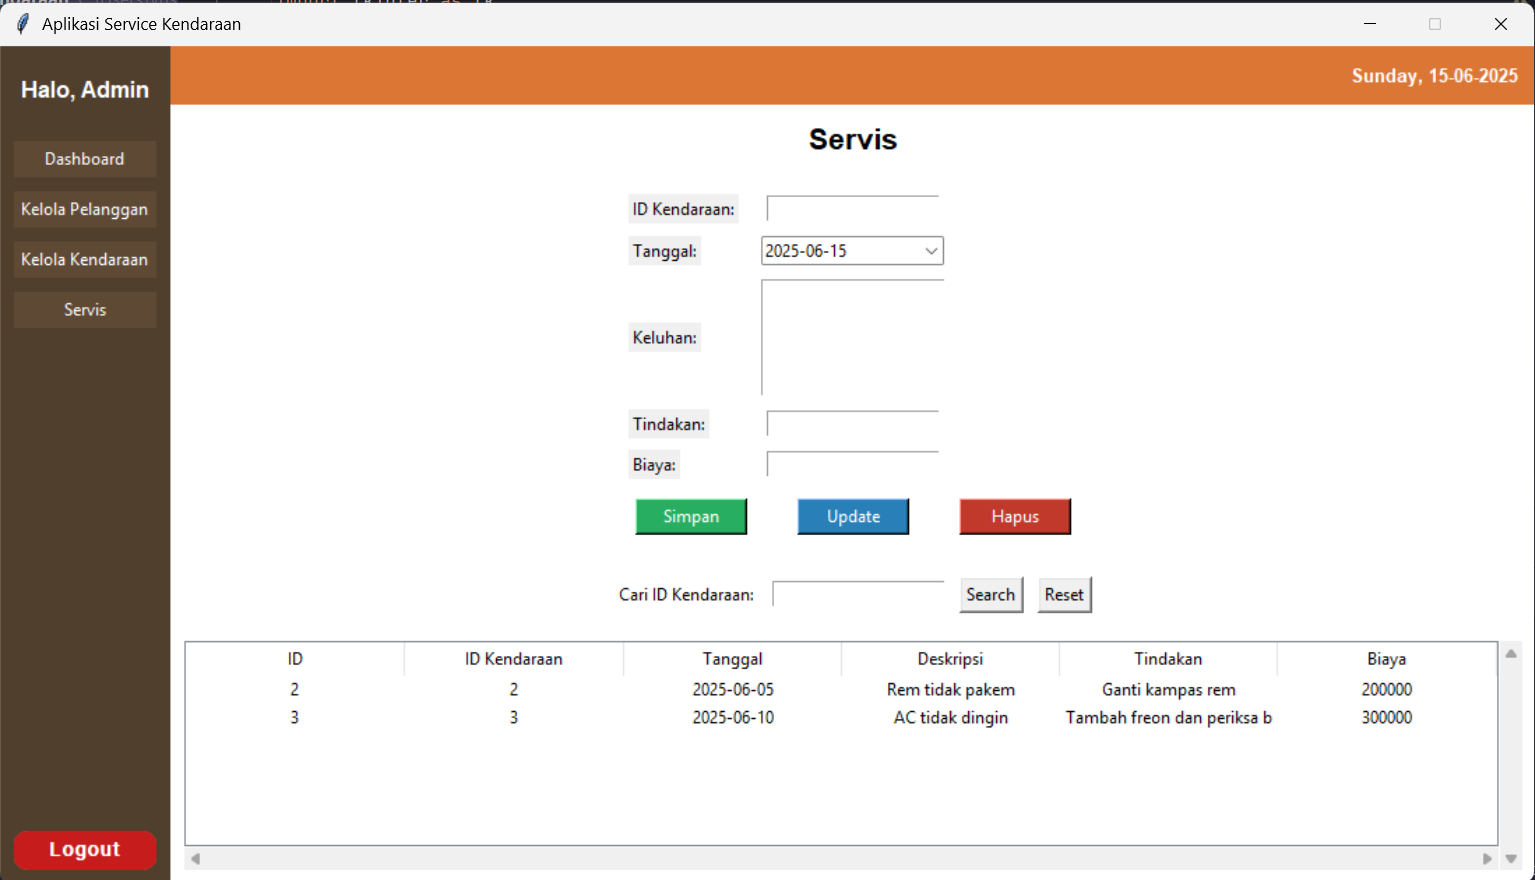 Aplikasi Service Kendaraan
Halo, Admin
Sunday, 15-06-2025
Dashboard
Kelola Pelanggan
Kelola Kendaraan
Servis
Logout
Servis
ID Kendaraan:
Tanggal: 2025-06-15
Keluhan:
Tindakan:
Biaya:
Simpan Update Hapus
Cari ID Kendaraan: Search Reset
ID ID Kendaraan Tanggal Deskripsi Tindakan Biaya
2 2 2025-06-05 Rem tidak pakem Ganti kampas rem 200000
3 3 2025-06-10 AC tidak dingin Tambah freon dan periksa b 300000